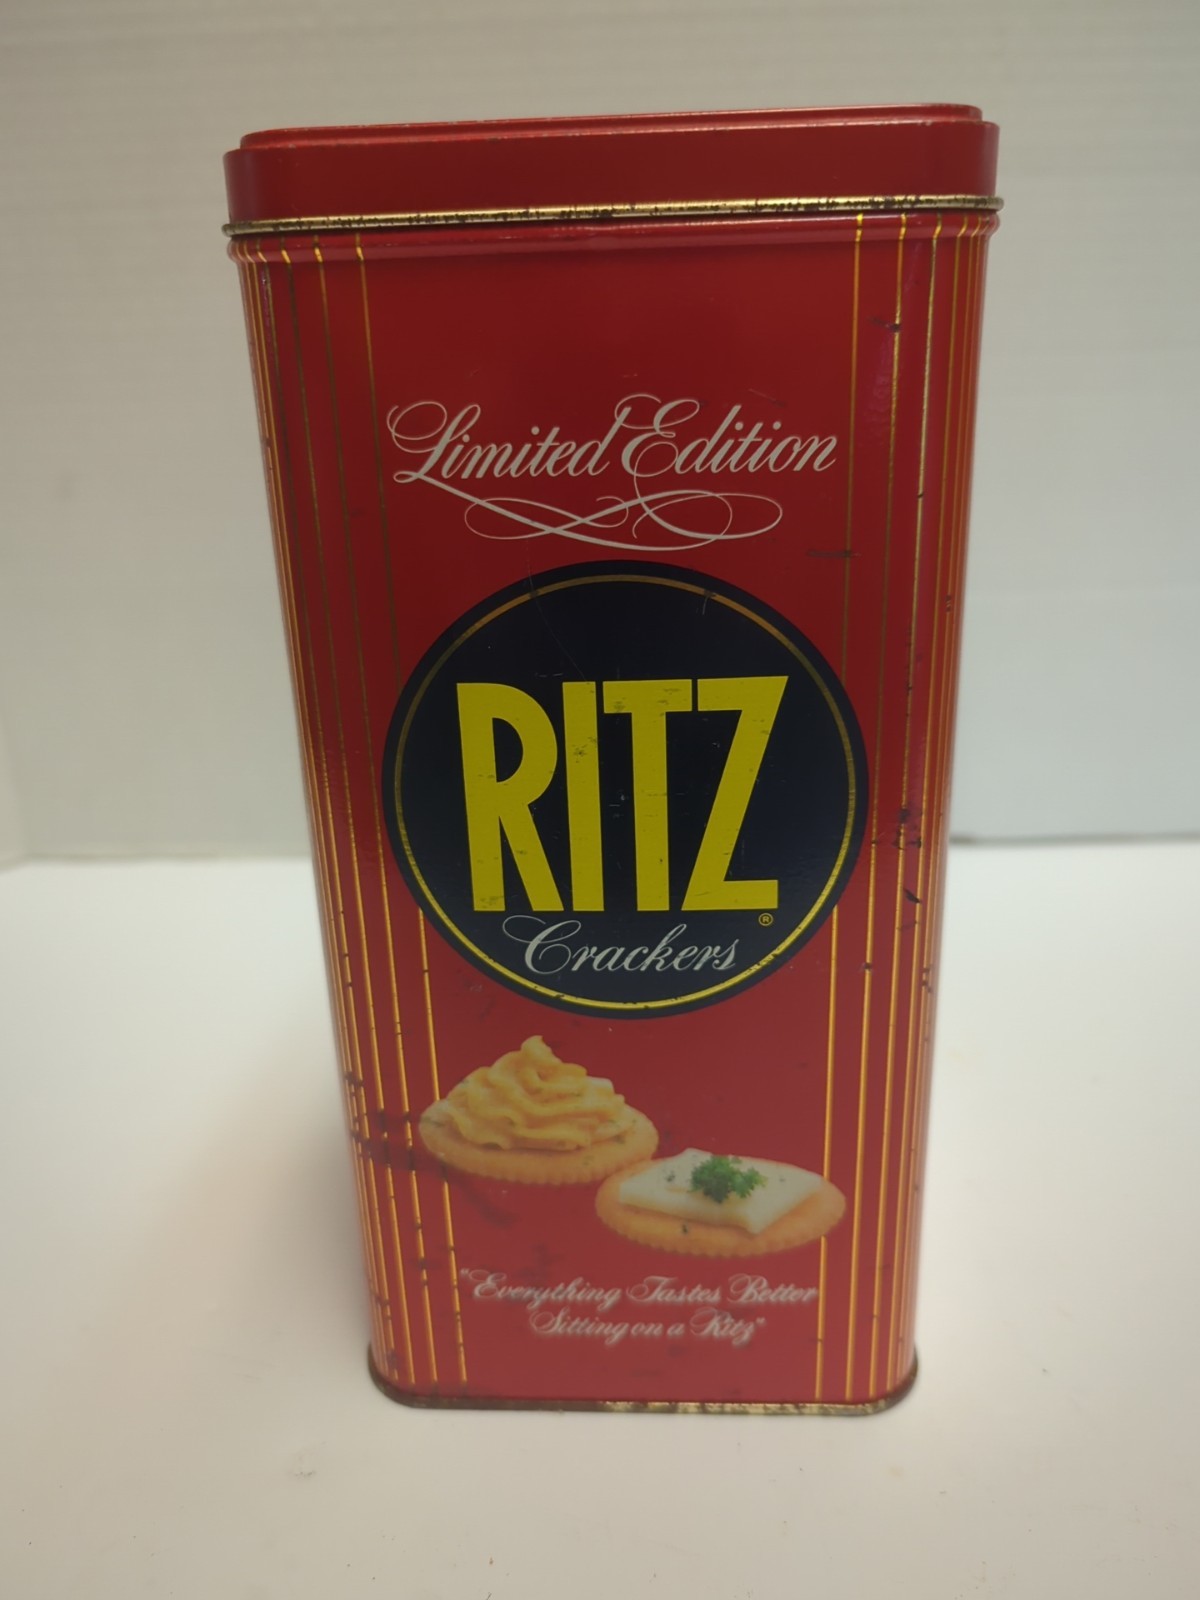 Limited Edition
RITZ
®
Crackers
"Everything Tastes Better
Sitting on a Ritz"